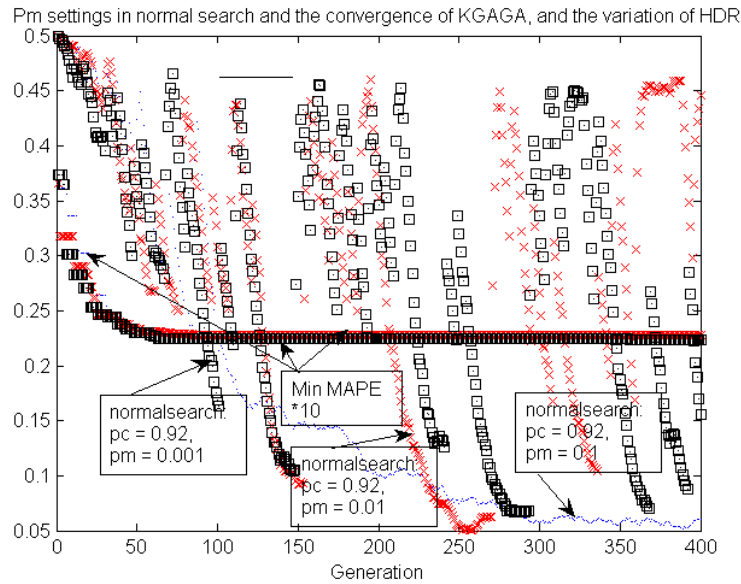 Pm settings in normal search and the convergence of KGAGA, and the variation of HDR
0.5
0.45
0.4
0.35
0.3
0.25
0.2
0.15
0.1
0.05
normalsearch:
pc = 0.92,
pm = 0.001
Min MAPE
*10
normalsearch:
pc = 0.92,
pm = 0.01
normalsearch:
pc = 0.92,
pm = 0.1
0
50
100
150
200
250
300
350
400
Generation